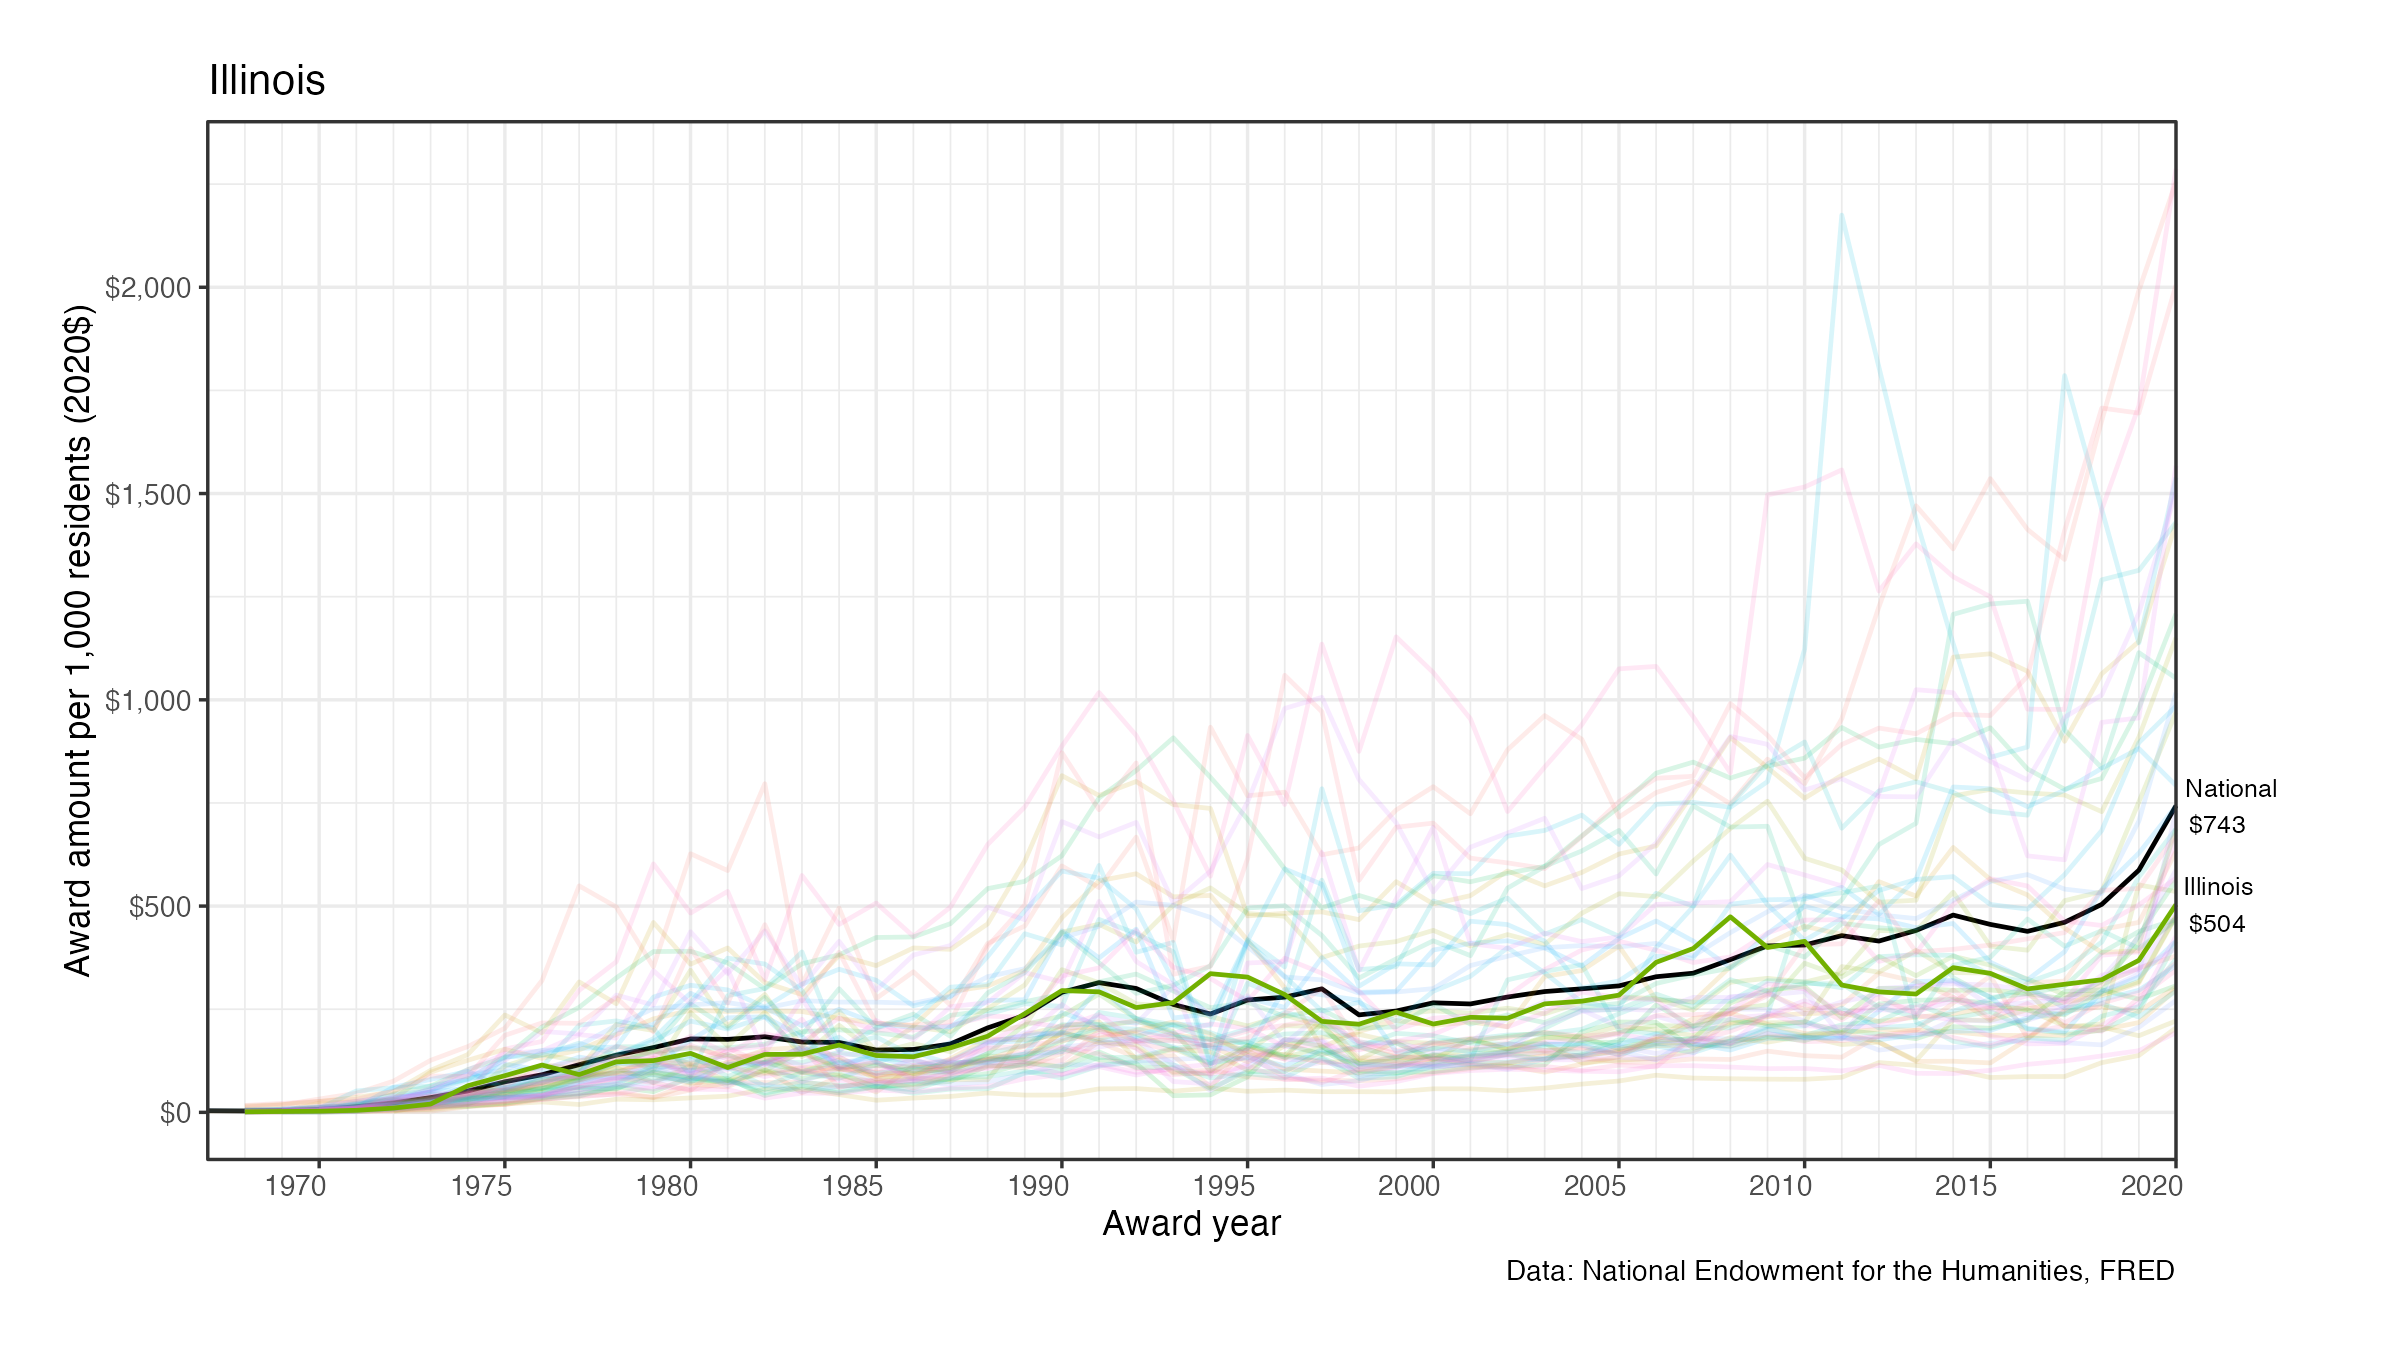 Illinois
Award amount per 1,000 residents (2020$)
$2,000
$1,500
$1,000
$500
$0
National
$743
Illinois
$504
1970 1975 1980 1985 1990 1995 2000 2005 2010 2015 2020
Award year
Data: National Endowment for the Humanities, FRED